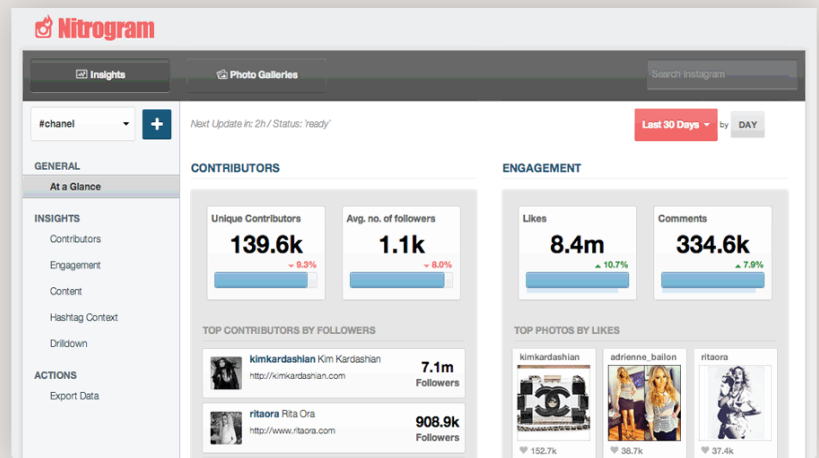 Nitrogram
Insights
Photo Galleries
Search Instagram
#chanel
+
Next Update in: 2h / Status: 'ready'
Last 30 Days
by
DAY
GENERAL
At a Glance
INSIGHTS
Contributors
Engagement
Content
Hashtag Context
Drilldown
ACTIONS
Export Data
CONTRIBUTORS
Unique Contributors
139.6k
9.3%
Avg. no. of followers
1.1k
8.0%
TOP CONTRIBUTORS BY FOLLOWERS
kimkardashian Kim Kardashian
http://kimkardashian.com
7.1m
Followers
ritaora Rita Ora
http://www.ritaora.com
908.9k
Followers
ENGAGEMENT
Likes
8.4m
10.7%
Comments
334.6k
7.9%
TOP PHOTOS BY LIKES
kimkardashian
152.7k
adrienne_bailon
38.7k
ritaora
37.4k